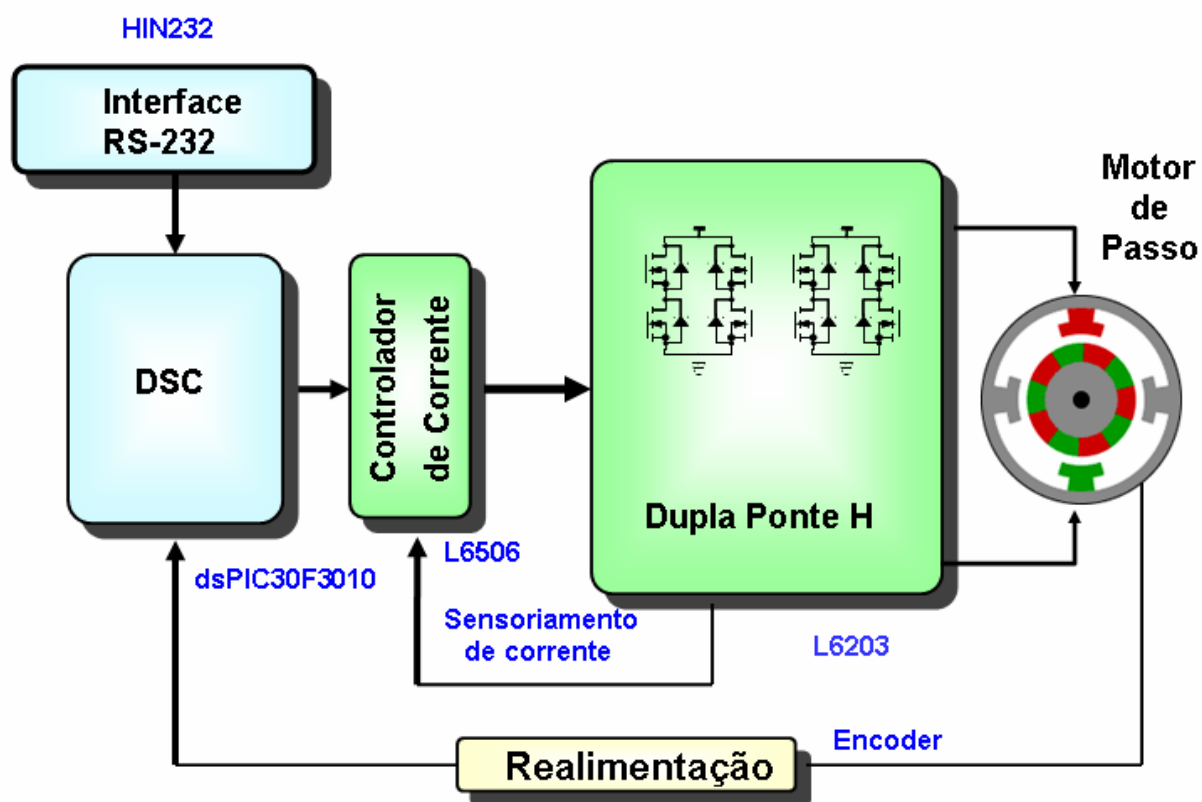 HIN232
Interface
RS-232
Motor
de
Passo
DSC
Controlador
de Corrente
Dupla Ponte H
dsPIC30F3010
L6506
Sensoriamento
de corrente
L6203
Encoder
Realimentação